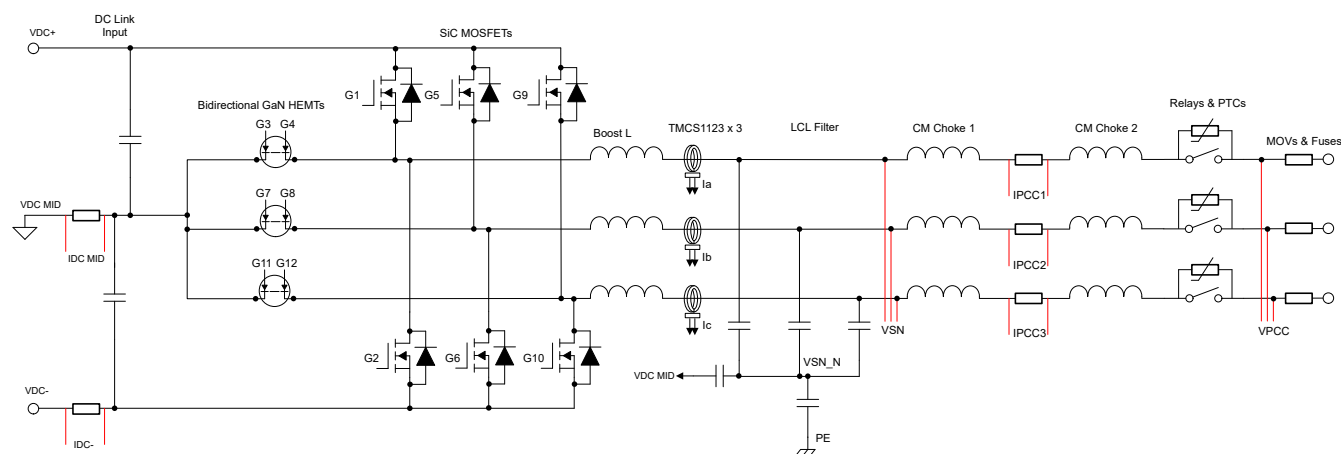 DC Link
Input
VDC+
SiC MOSFETs
G1
G5
G9
Bidirectional GaN HEMTs
G3 G4
Boost L
TMCS1123 x 3
LCL Filter
CM Choke 1
CM Choke 2
Relays & PTCs
MOVs & Fuses
Ia
IPCC1
G7 G8
VDC MID
IDC MID
Ib
IPCC2
G11 G12
Ic
VSN
IPCC3
VPCC
G2
G6
G10
VSN_N
VDC MID
VDC-
IDC-
PE